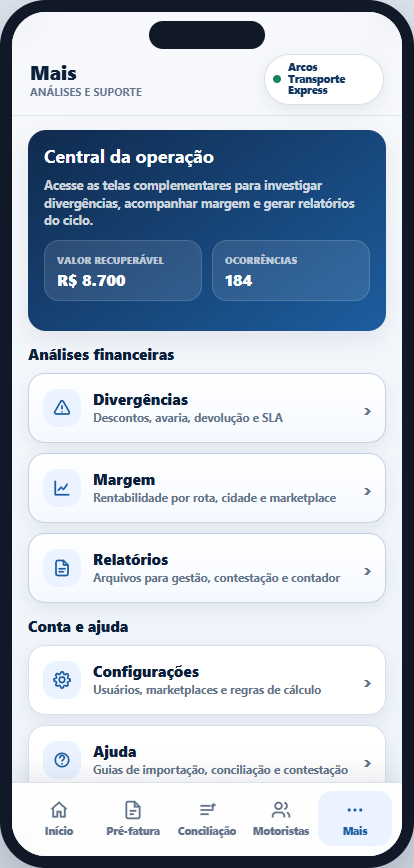 Mais
ANÁLISES E SUPORTE
Arcos
Transporte
Express
Central da operação
Acesse as telas complementares para investigar
divergências, acompanhar margem e gerar relatórios
do ciclo.
VALOR RECUPERÁVEL
R$ 8.700
OCORRÊNCIAS
184
Análises financeiras
Divergências
Descontos, avaria, devolução e SLA
Margem
Rentabilidade por rota, cidade e marketplace
Relatórios
Arquivos para gestão, contestação e contador
Conta e ajuda
Configurações
Usuários, marketplaces e regras de cálculo
Ajuda
Guias de importação, conciliação e contestação
Início
Pré-fatura
Conciliação
Motoristas
Mais